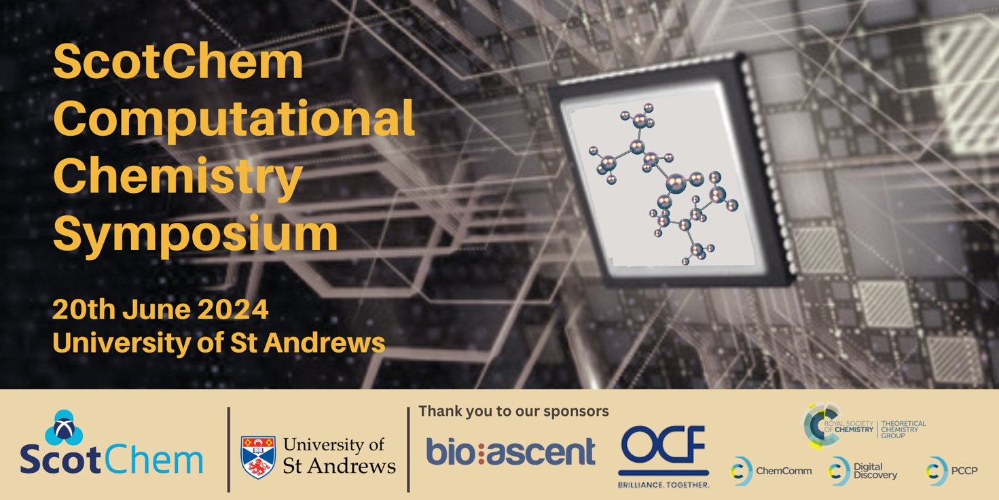 ScotChem
Computational
Chemistry
Symposium
20th June 2024
University of St Andrews
ScotChem
University of
St Andrews
Thank you to our sponsors
bio:ascent
OCF
BRILLIANCE. TOGETHER.
ROYAL SOCIETY
OF CHEMISTRY
THEORETICAL
CHEMISTRY
GROUP
ChemComm
Digital
Discovery
PCCP